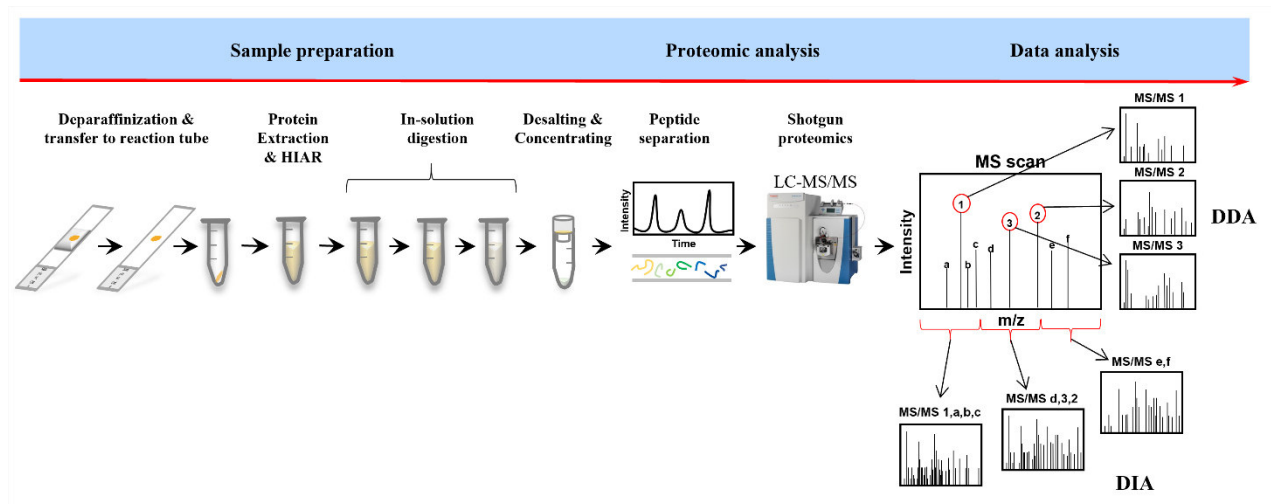 Sample preparation
Proteomic analysis
Data analysis
Deparaffinization &
transfer to reaction tube
Protein
Extraction
& HIAR
In-solution
digestion
Desalting &
Concentrating
Peptide
separation
Shotgun
proteomics
LC-MS/MS
Intensity
Time
MS scan
Intensity
1
2
3
a
b
c
d
e
f
m/z
MS/MS 1
MS/MS 2
MS/MS 3
DDA
MS/MS 1,a,b,c
MS/MS d,3,2
MS/MS e,f
DIA